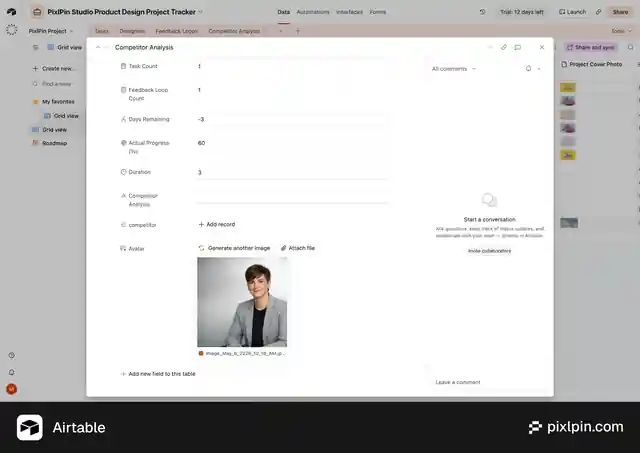 PixlPin Studio Product Design Project Tracker
Data
Automations
Interfaces
Forms
Trial: 12 days left
Launch
Share
PixlPin Project
Tasks
Designers
Feedback Loops
Competitor Analysis
Tools
Grid view
Share and sync
Create new...
Find a view
My favorites
Grid view
Grid view
Roadmap
Competitor Analysis
Task Count
1
Feedback Loop
Count
1
Days Remaining
-3
Actual Progress
60
Duration
3
Competitor
Analysis
competitor
Add record
Avatar
Generate another image
Attach file
Add new field to this table
All comments
Start a conversation
Invite collaborators
Leave a comment
Project Cover Photo
Airtable
pixlpin.com